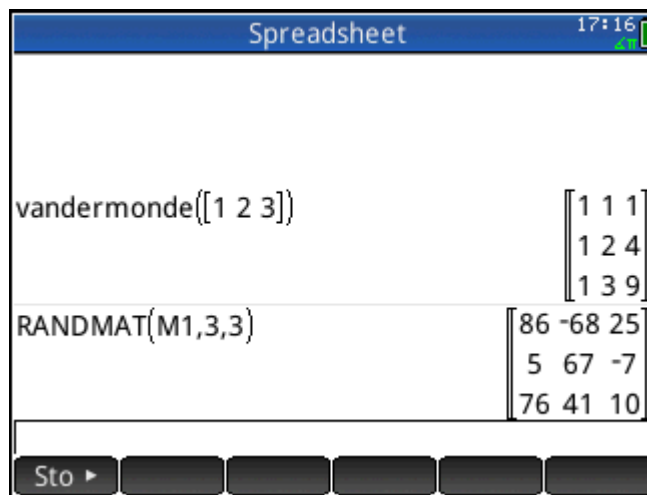 Spreadsheet 17:16
∡π
vandermonde([1 2 3])
[1 1 1
1 2 4
1 3 9]
RANDMAT(M1,3,3)
[86 -68 25
5 67 -7
76 41 10]
Sto ▶